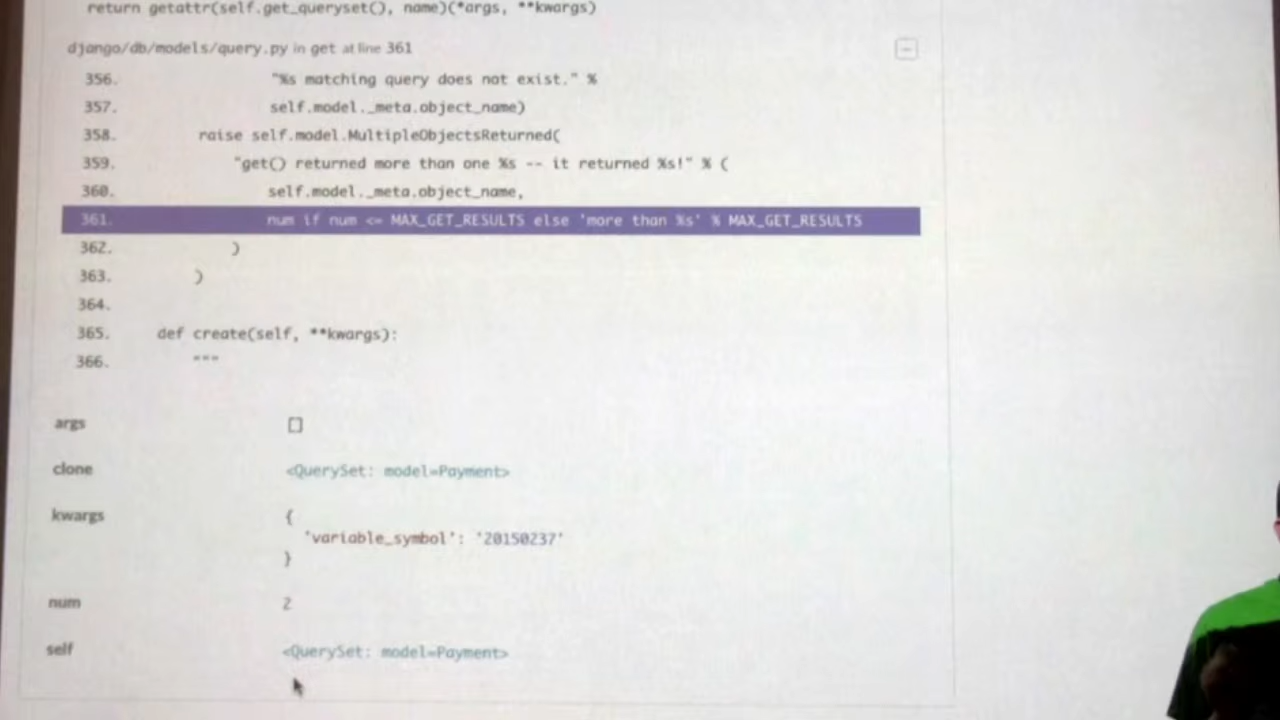 return getattr(self.get_queryset(), name)(*args, **kwargs)
django/db/models/query.py in get at line 361
356. "%s matching query does not exist." %
357. self.model._meta.object_name)
358. raise self.model.MultipleObjectsReturned(
359. "get() returned more than one %s -- it returned %s!" % (
360. self.model._meta.object_name,
361. num if num <= MAX_GET_RESULTS else 'more than %s' % MAX_GET_RESULTS
362. )
363. )
364.
365. def create(self, **kwargs):
366. """
args []
clone <QuerySet: model=Payment>
kwargs {
'variable_symbol': '20150237'
}
num 2
self <QuerySet: model=Payment>